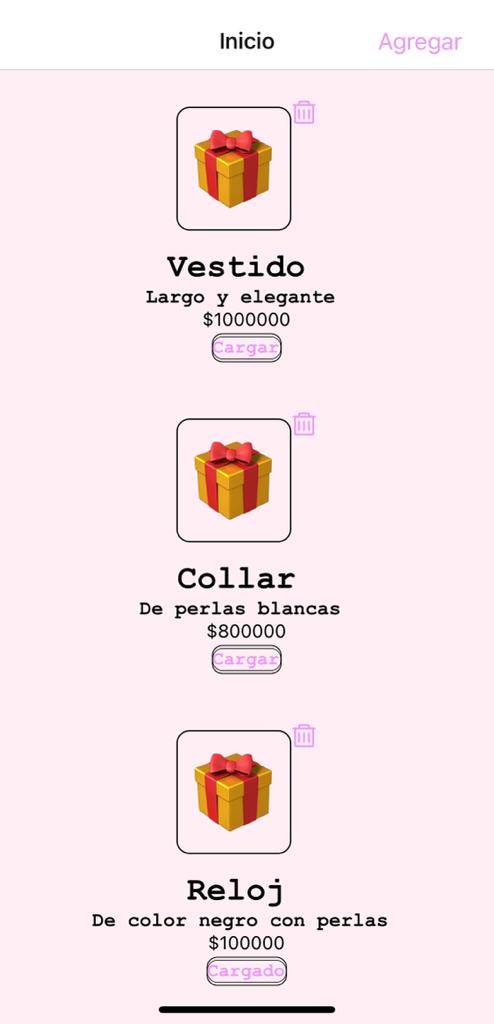 Inicio
Agregar
Vestido
Largo y elegante
$1000000
Cargar
Collar
De perlas blancas
$800000
Cargar
Reloj
De color negro con perlas
$100000
Cargado